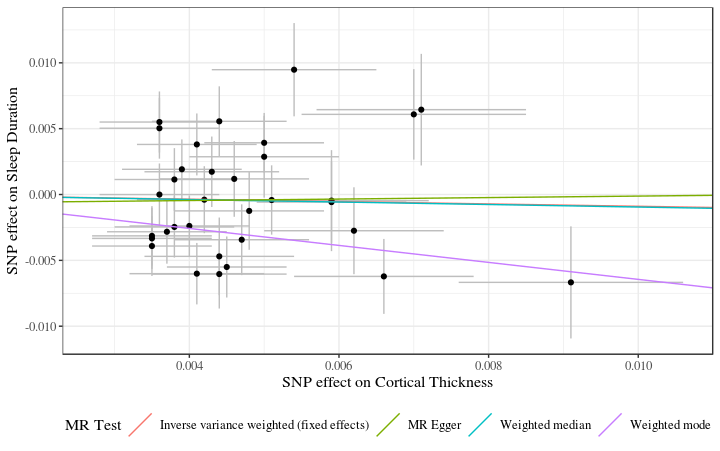 SNP effect on Sleep Duration
0.010
0.005
0.000
-0.005
-0.010
0.004 0.006 0.008 0.010
SNP effect on Cortical Thickness
MR Test Inverse variance weighted (fixed effects) MR Egger Weighted median Weighted mode